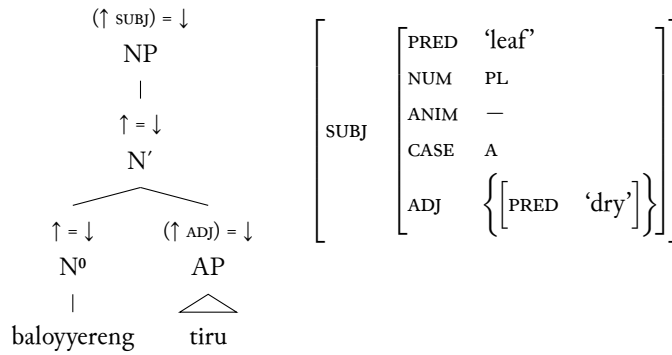 (↑ SUBJ) = ↓
NP
↑ = ↓
N′
↑ = ↓ (↑ ADJ) = ↓
N⁰ AP
baloyyereng tiru
SUBJ
PRED ‘leaf’
NUM PL
ANIM —
CASE A
ADJ {[PRED ‘dry’]}